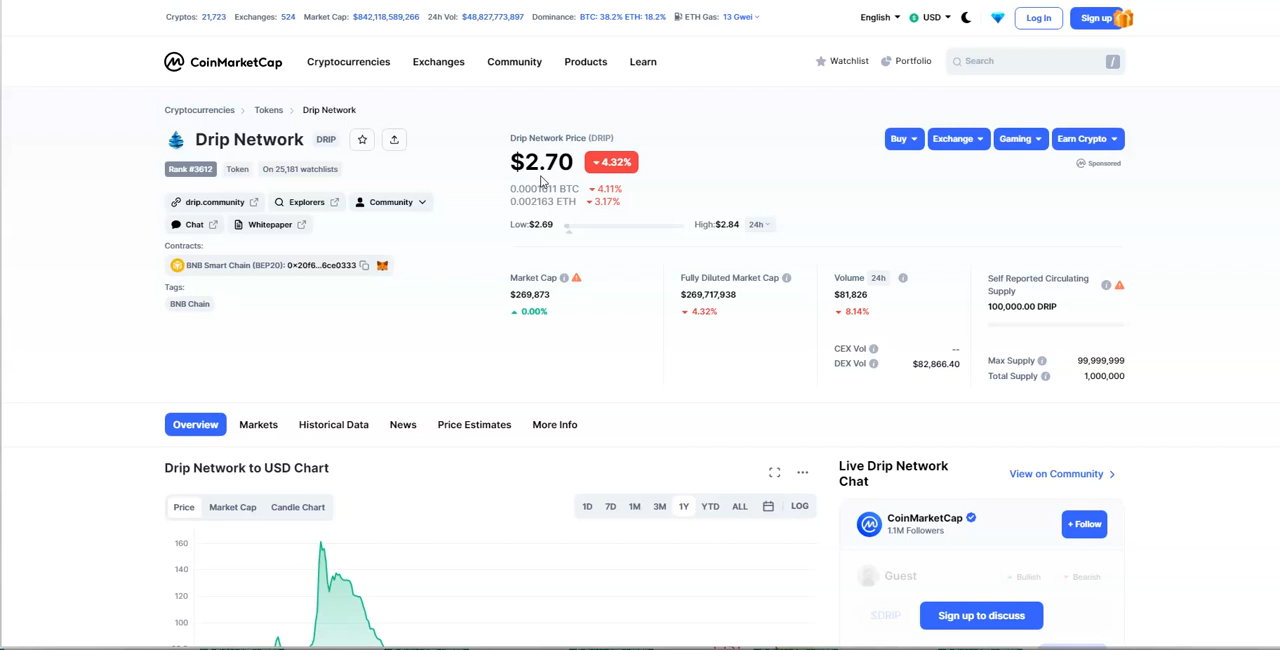 Cryptos: 21,723 Exchanges: 524 Market Cap: $842,118,589,266 24h Vol: $48,827,773,897 Dominance: BTC: 38.2% ETH: 18.2% ETH Gas: 13 Gwei
English USD Log In Sign up
CoinMarketCap Cryptocurrencies Exchanges Community Products Learn Watchlist Portfolio Search /
Cryptocurrencies > Tokens > Drip Network
Drip Network DRIP
Rank #3612 Token On 25,181 watchlists
drip.community Explorers Community
Chat Whitepaper
Contracts:
BNB Smart Chain (BEP20): 0x20f6...6ce0333
Tags:
BNB Chain
Drip Network Price (DRIP)
$2.70 4.32%
BTC 4.11%
0.002163 ETH 3.17%
Low: $2.69 High: $2.84 24h
Buy Exchange Gaming Earn Crypto
Sponsored
Market Cap
$269,873
0.00%
Fully Diluted Market Cap
$269,717,938
4.32%
Volume 24h
$81,826
8.14%
CEX Vol --
DEX Vol $82,866.40
Self Reported Circulating
Supply
100,000.00 DRIP
Max Supply 99,999,999
Total Supply 1,000,000
Overview Markets Historical Data News Price Estimates More Info
Drip Network to USD Chart
Price Market Cap Candle Chart
1D 7D 1M 3M 1Y YTD ALL LOG
160
140
120
100
Live Drip Network
Chat
View on Community >
CoinMarketCap
1.1M Followers
+ Follow
Guest Bullish Bearish
$DRIP
Sign up to discuss